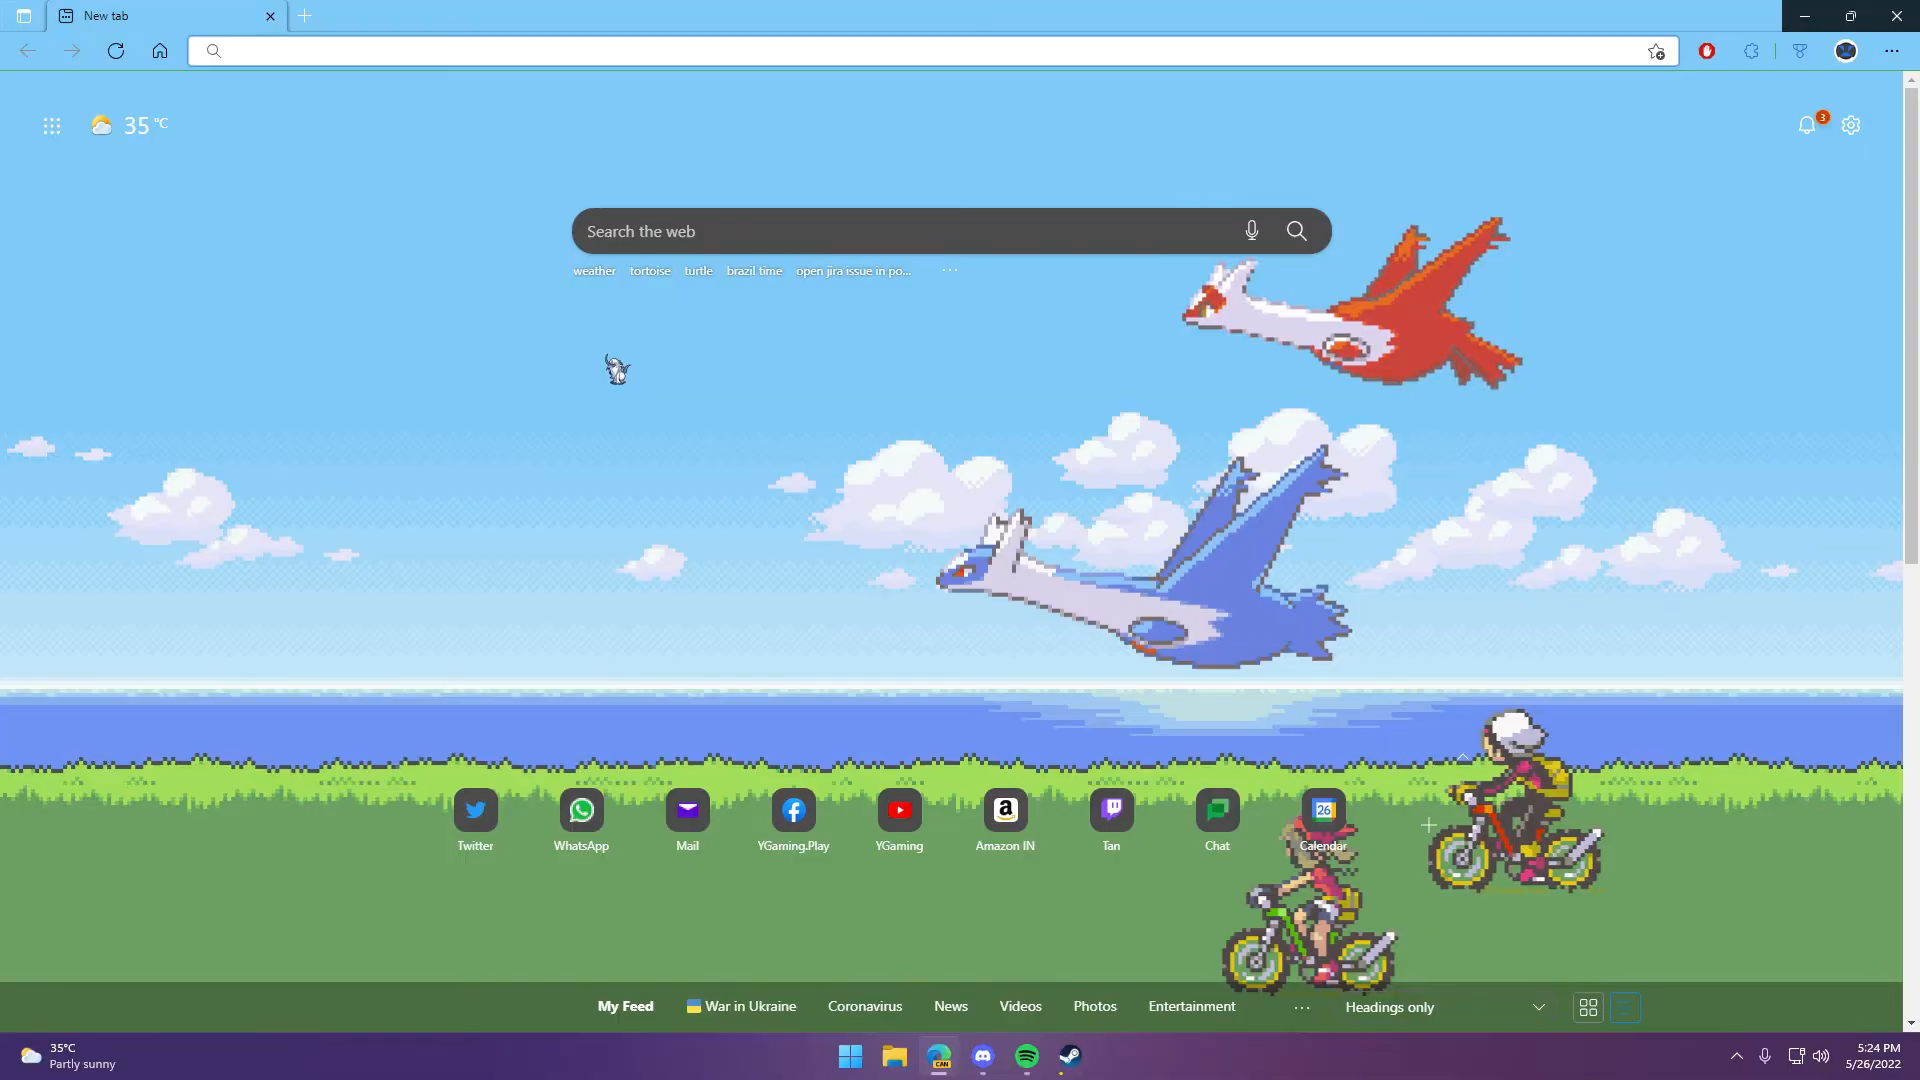 New tab
35 °C
3
Search the web
weather tortoise turtle brazil time open jira issue in po...
Twitter WhatsApp Mail YGaming.Play YGaming Amazon IN Tan Chat Calendar
26
My Feed War in Ukraine Coronavirus News Videos Photos Entertainment ... Headings only
35°C
Partly sunny
CAN
5:24 PM
5/26/2022